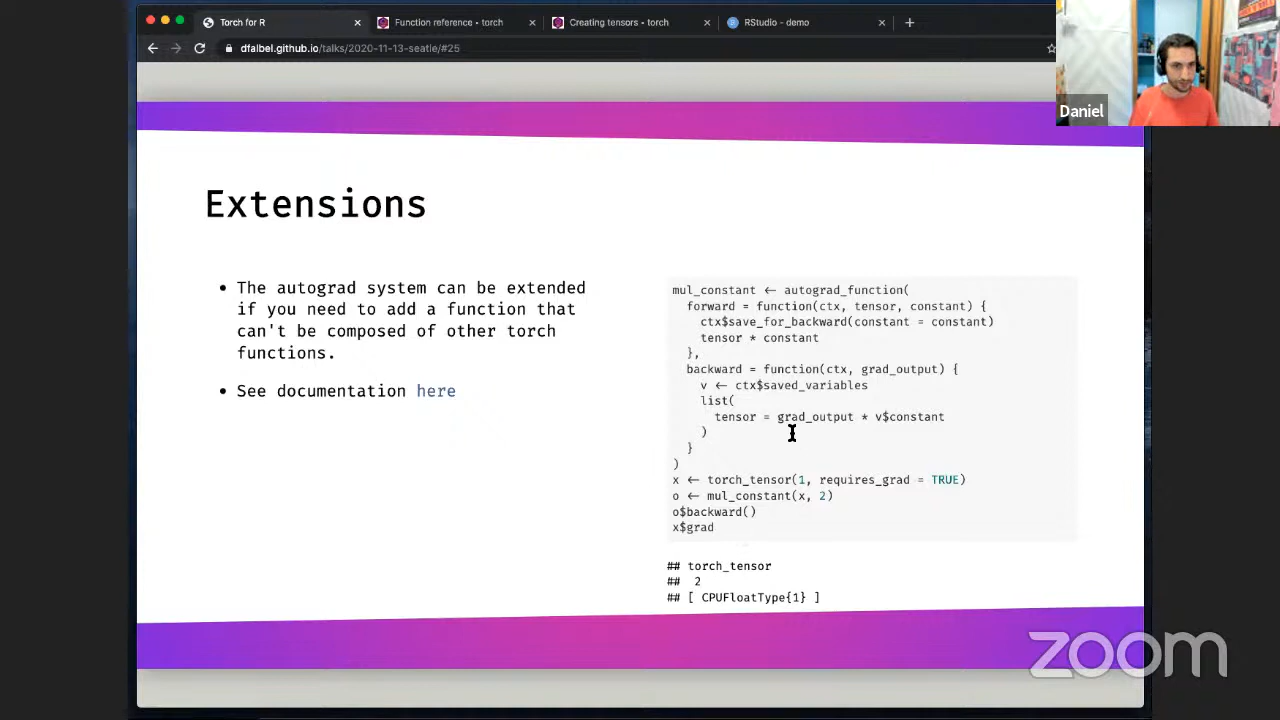 Torch for R
Function reference - torch
Creating tensors - torch
RStudio - demo
dfalbel.github.io/talks/2020-11-13-seatle/#25
Daniel
Extensions
• The autograd system can be extended
if you need to add a function that
can't be composed of other torch
functions.
• See documentation here
mul_constant <- autograd_function(
forward = function(ctx, tensor, constant) {
ctx$save_for_backward(constant = constant)
tensor * constant
},
backward = function(ctx, grad_output) {
v <- ctx$saved_variables
list(
tensor = grad_output * v$constant
)
}
)
x <- torch_tensor(1, requires_grad = TRUE)
o <- mul_constant(x, 2)
o$backward()
x$grad
## torch_tensor
## 2
## [ CPUFloatType{1} ]
zoom